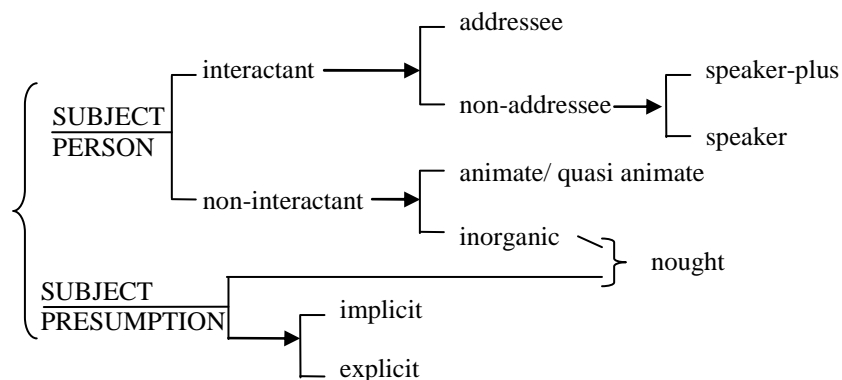 addressee
interactant
speaker-plus
non-addressee
SUBJECT
PERSON
speaker
animate/ quasi animate
non-interactant
inorganic
nought
SUBJECT
PRESUMPTION
implicit
explicit